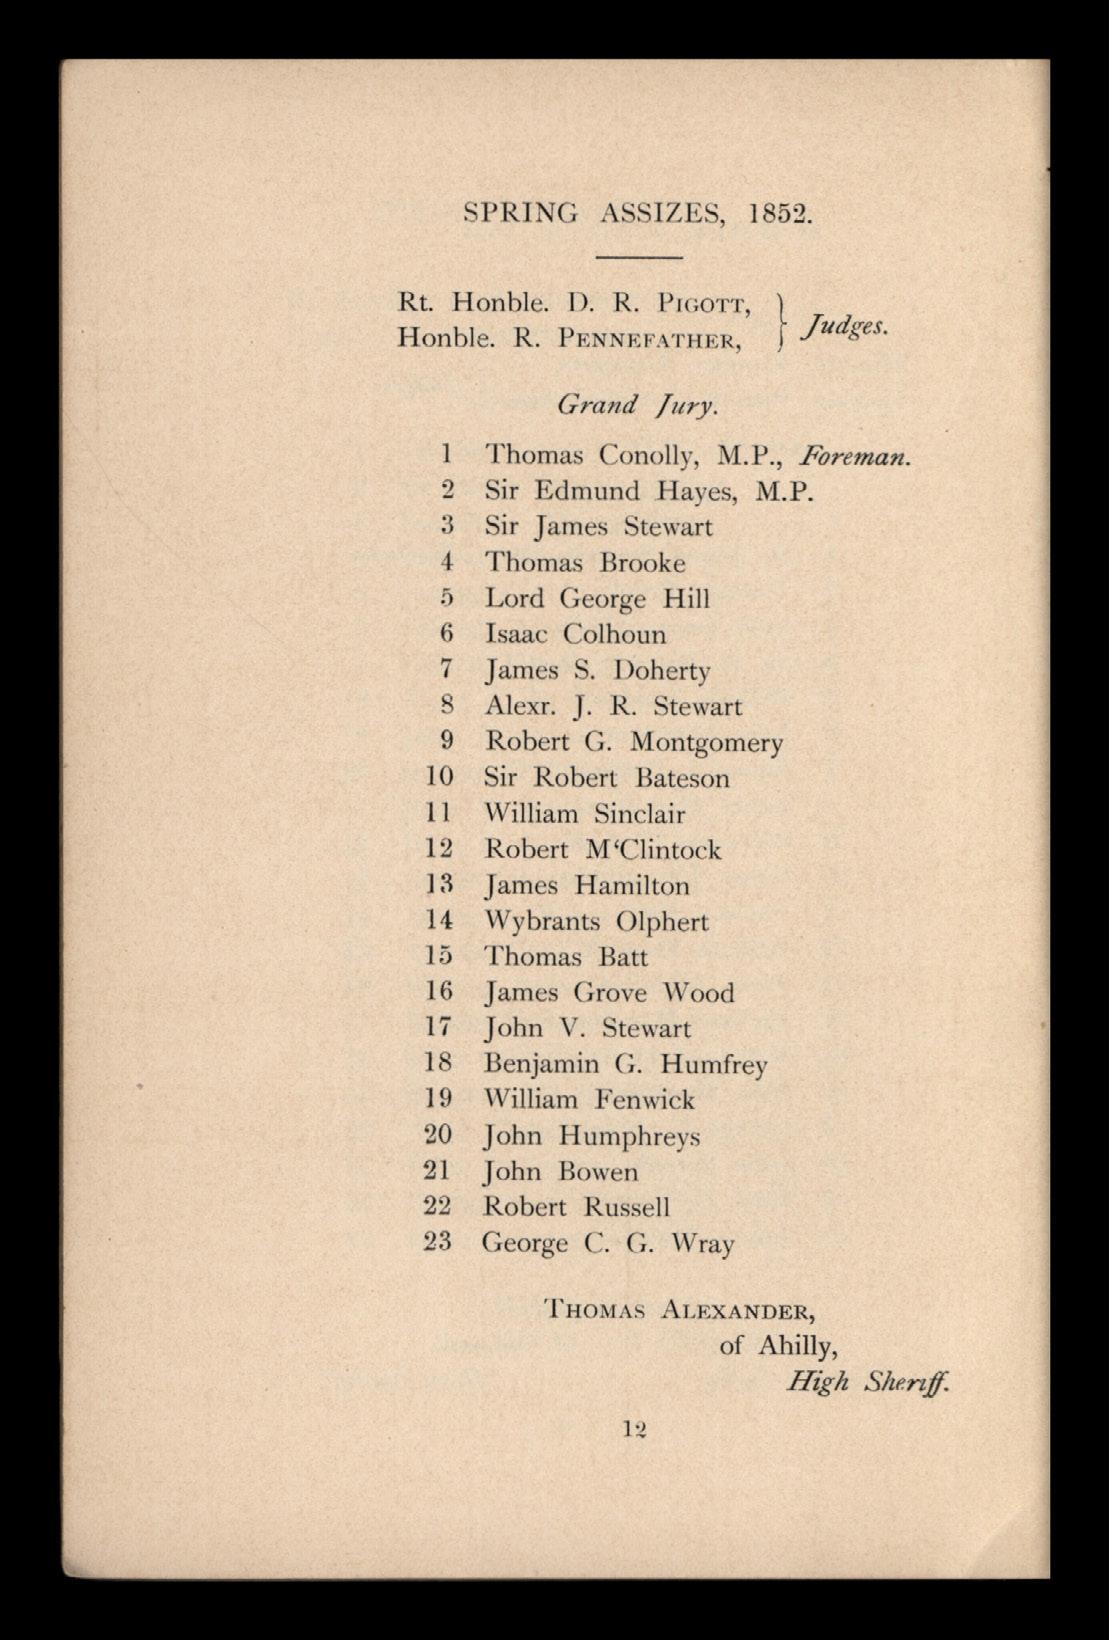 SPRING ASSIZES, 1852.
Rt. Honble. D. R. PIGOTT,
Honble. R. PENNEFATHER,
} Judges.
Grand Jury.
1 Thomas Conolly, M.P., Foreman.
2 Sir Edmund Hayes, M.P.
3 Sir James Stewart
4 Thomas Brooke
5 Lord George Hill
6 Isaac Colhoun
7 James S. Doherty
8 Alexr. J. R. Stewart
9 Robert G. Montgomery
10 Sir Robert Bateson
11 William Sinclair
12 Robert M‘Clintock
13 James Hamilton
14 Wybrants Olphert
15 Thomas Batt
16 James Grove Wood
17 John V. Stewart
18 Benjamin G. Humfrey
19 William Fenwick
20 John Humphreys
21 John Bowen
22 Robert Russell
23 George C. G. Wray
THOMAS ALEXANDER,
of Ahilly,
High Sheriff.
12